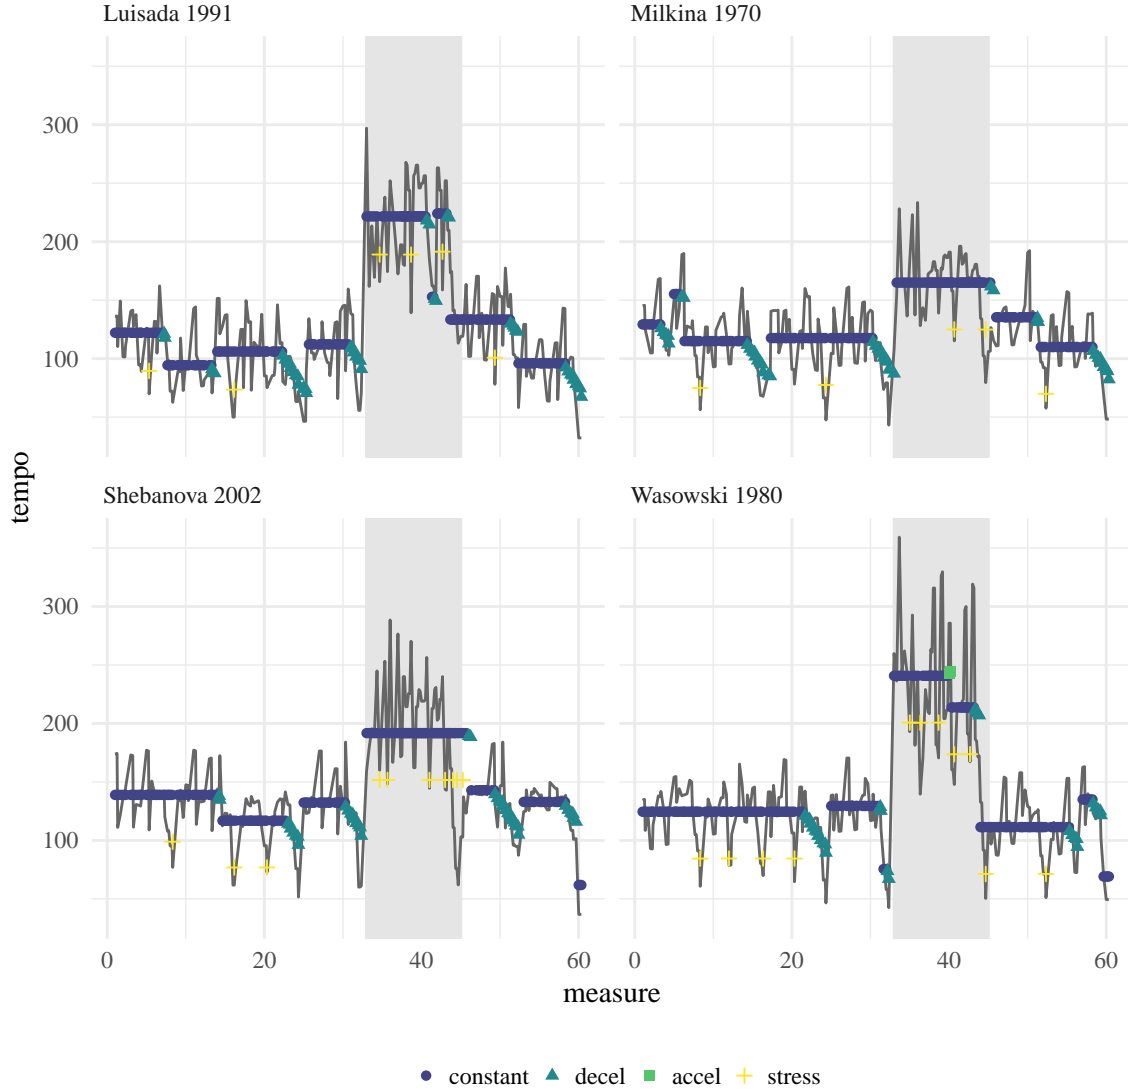 Luisada 1991 Milkina 1970
300
200
100
Shebanova 2002 Wasowski 1980
300
200
100
tempo
0 20 40 60 0 20 40 60
measure
constant decel accel stress